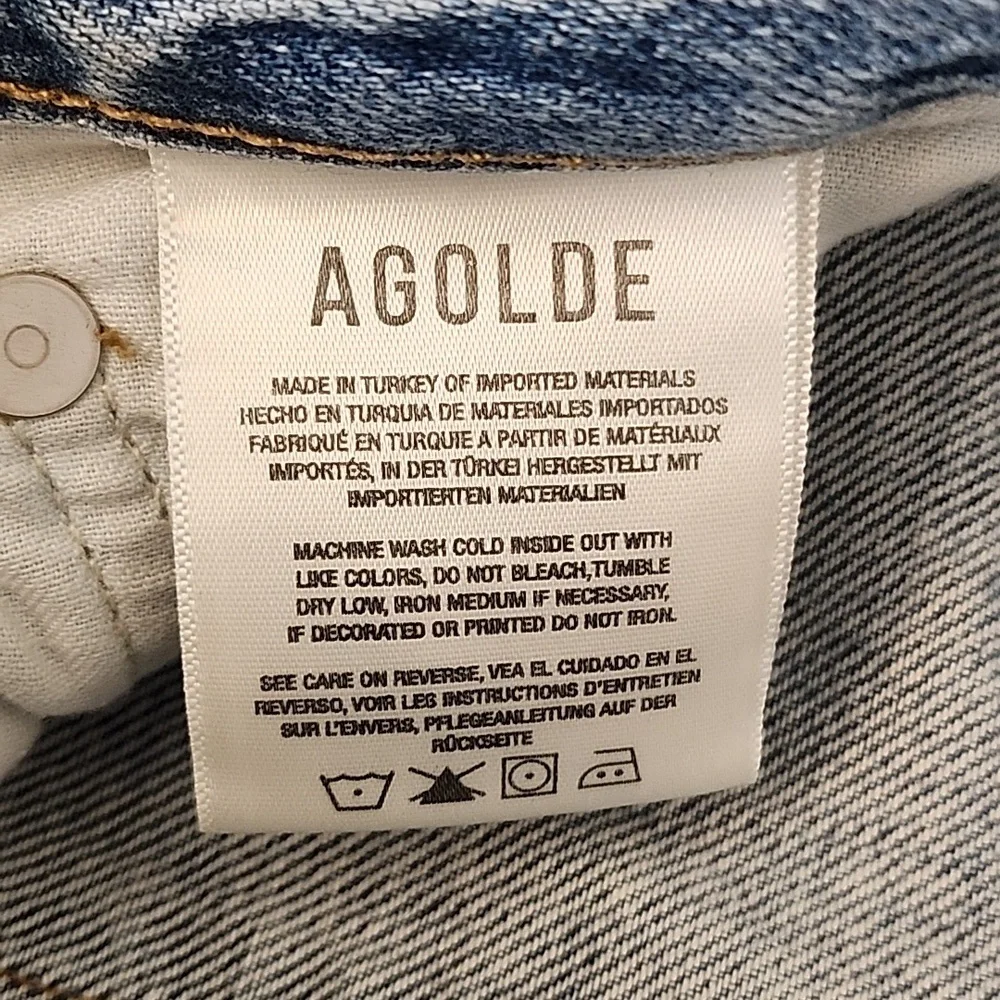 AGOLDE
MADE IN TURKEY OF IMPORTED MATERIALS
HECHO EN TURQUIA DE MATERIALES IMPORTADOS
FABRIQUÉ EN TURQUIE A PARTIR DE MATÉRIAUX
IMPORTÉS, IN DER TÜRKEI HERGESTELLT MIT
IMPORTIERTEN MATERIALIEN
MACHINE WASH COLD INSIDE OUT WITH
LIKE COLORS, DO NOT BLEACH, TUMBLE
DRY LOW, IRON MEDIUM IF NECESSARY,
IF DECORATED OR PRINTED DO NOT IRON.
SEE CARE ON REVERSE, VEA EL CUIDADO EN EL
REVERSO, VOIR LES INSTRUCTIONS D'ENTRETIEN
SUR L'ENVERS, PFLEGEANLEITUNG AUF DER
RÜCKSEITE